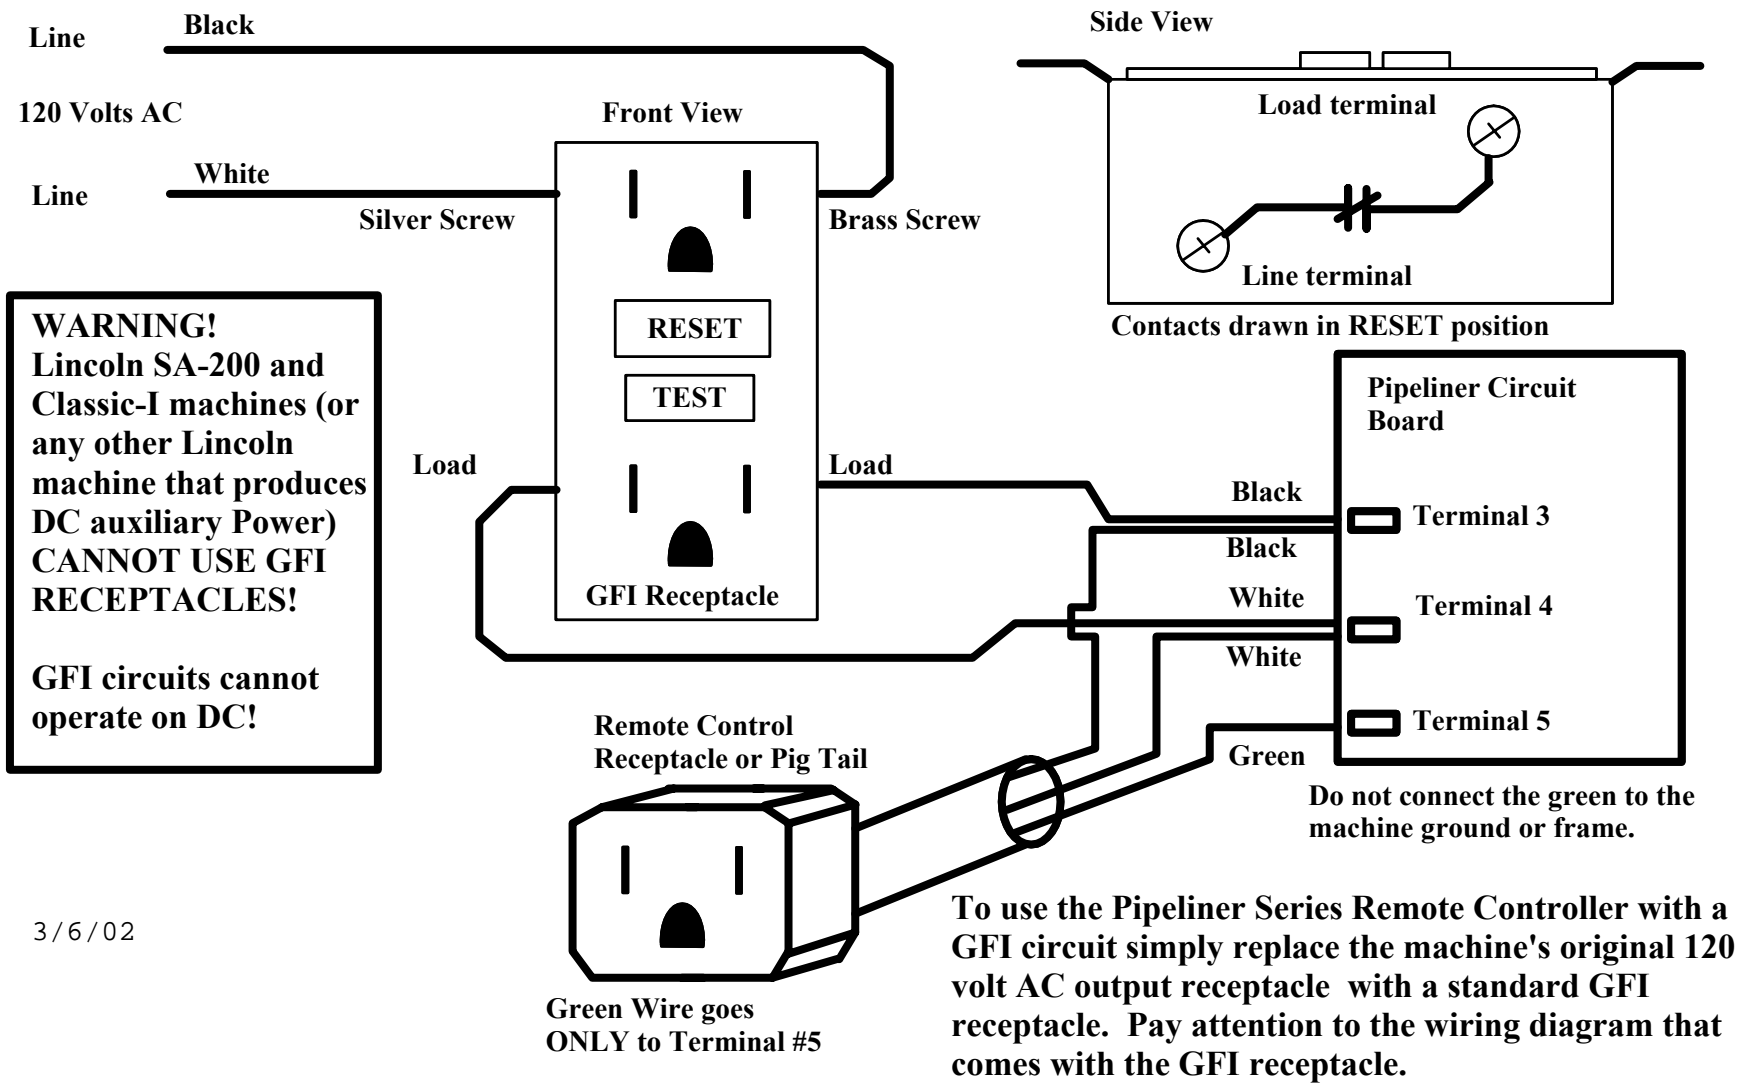 Line
Black
120 Volts AC
Line
White
Silver Screw
Front View
Brass Screw
RESET
TEST
Load
Load
GFI Receptacle
Side View
Load terminal
Line terminal
Contacts drawn in RESET position
WARNING!
Lincoln SA-200 and
Classic-I machines (or
any other Lincoln
machine that produces
DC auxiliary Power)
CANNOT USE GFI
RECEPTACLES!
GFI circuits cannot
operate on DC!
Pipeliner Circuit
Board
Black
Terminal 3
Black
White
Terminal 4
White
Terminal 5
Green
Do not connect the green to the
machine ground or frame.
Remote Control
Receptacle or Pig Tail
Green Wire goes
ONLY to Terminal #5
3/6/02
To use the Pipeliner Series Remote Controller with a
GFI circuit simply replace the machine's original 120
volt AC output receptacle with a standard GFI
receptacle. Pay attention to the wiring diagram that
comes with the GFI receptacle.